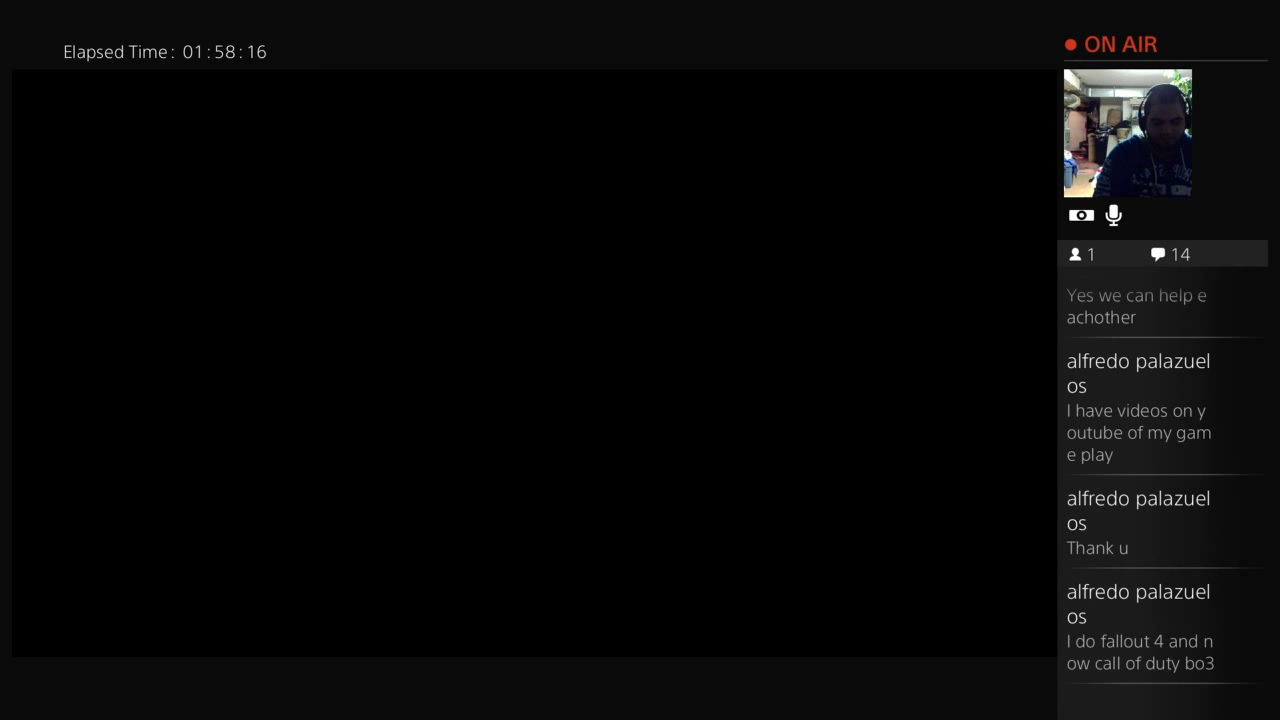 Elapsed Time: 01:58:16
ON AIR
1
14
Yes we can help e
achother
alfredo palazuel
os
I have videos on y
outube of my gam
e play
alfredo palazuel
os
Thank u
alfredo palazuel
os
I do fallout 4 and n
ow call of duty bo3